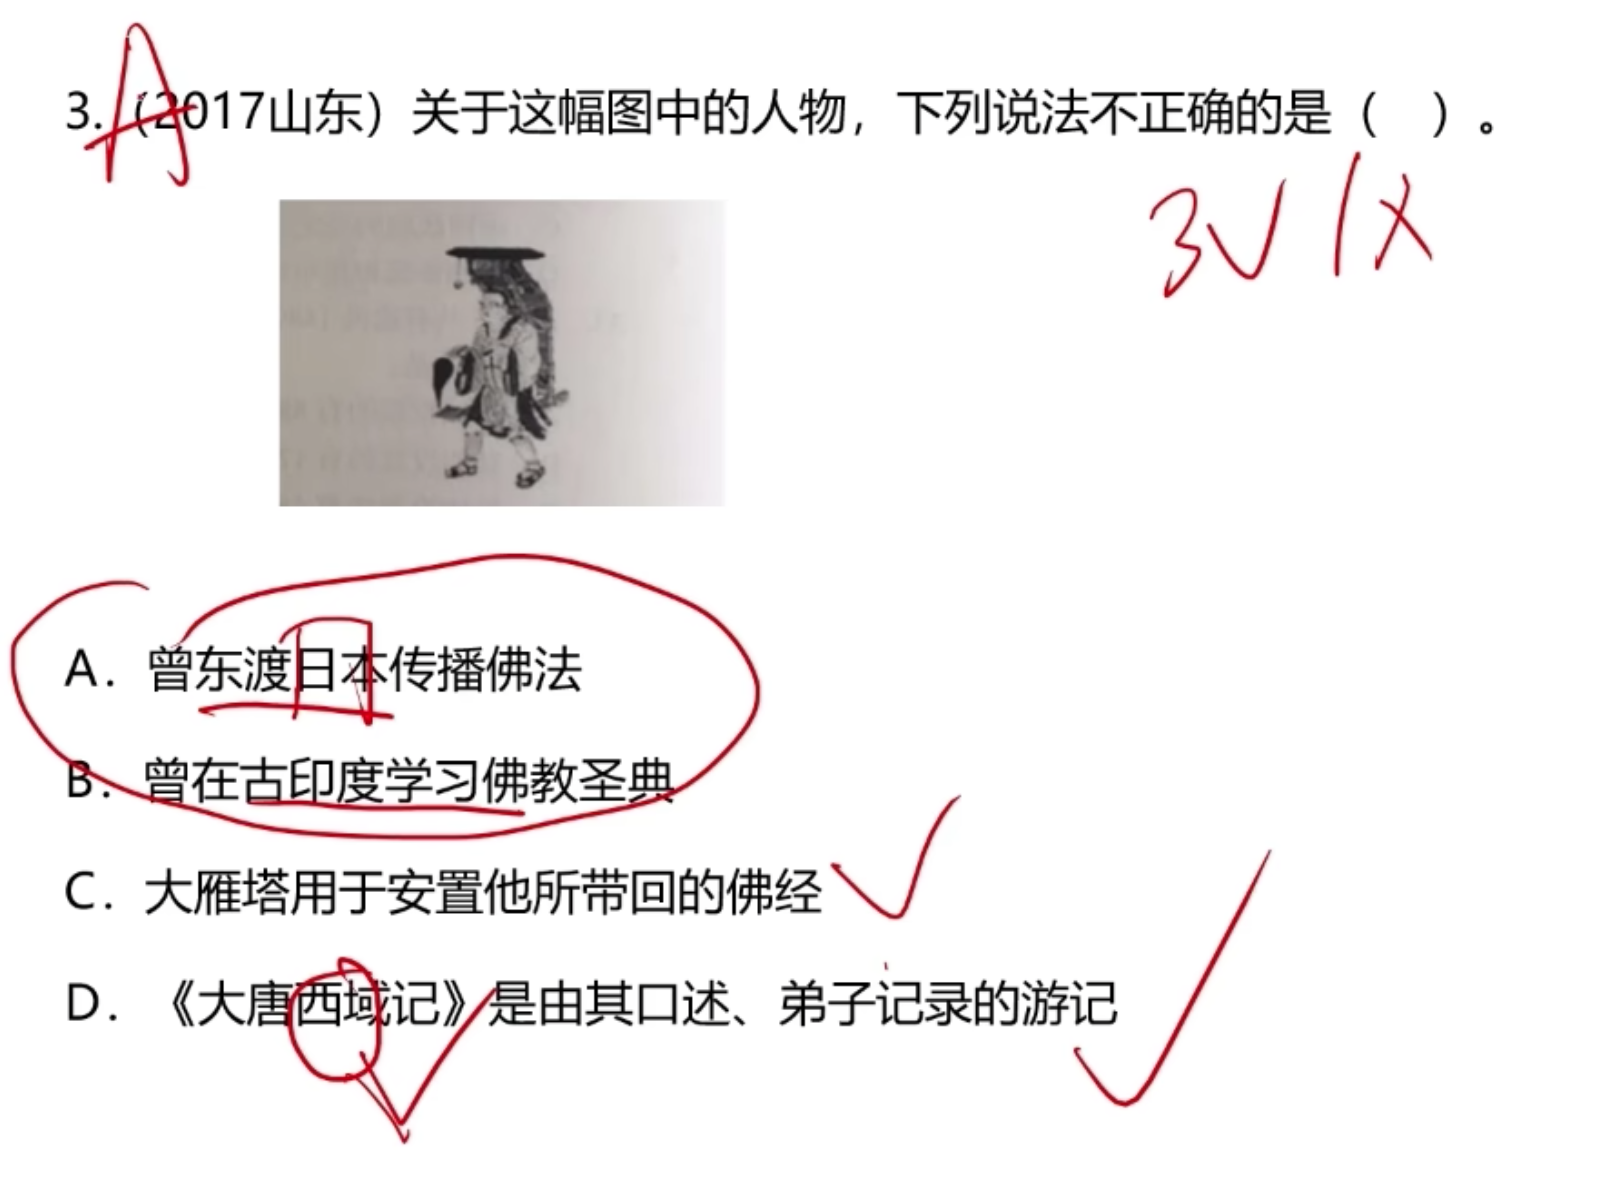 A
3.（2017山东）关于这幅图中的人物，下列说法不正确的是（ ）。
3√ 1×
A．曾东渡日本传播佛法
B．曾在古印度学习佛教圣典
C．大雁塔用于安置他所带回的佛经
D．《大唐西域记》是由其口述、弟子记录的游记